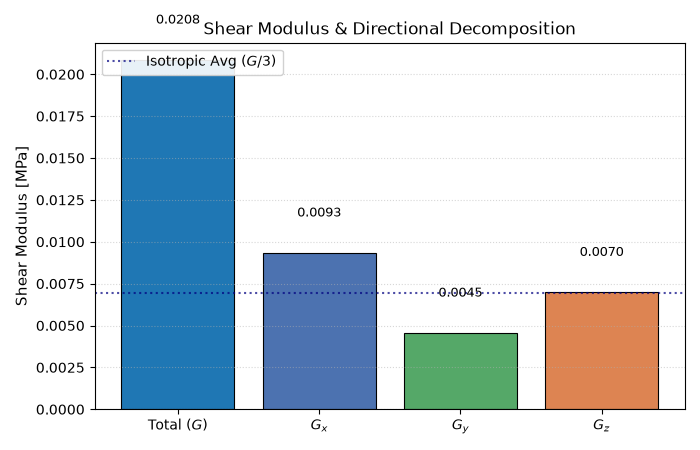 0.0208
Shear Modulus & Directional Decomposition
Isotropic Avg (G/3)
Shear Modulus [MPa]
0.0200
0.0175
0.0150
0.0125
0.0100
0.0075
0.0050
0.0025
0.0000
0.0093
0.0045
0.0070
Total (G)
Gx
Gy
Gz